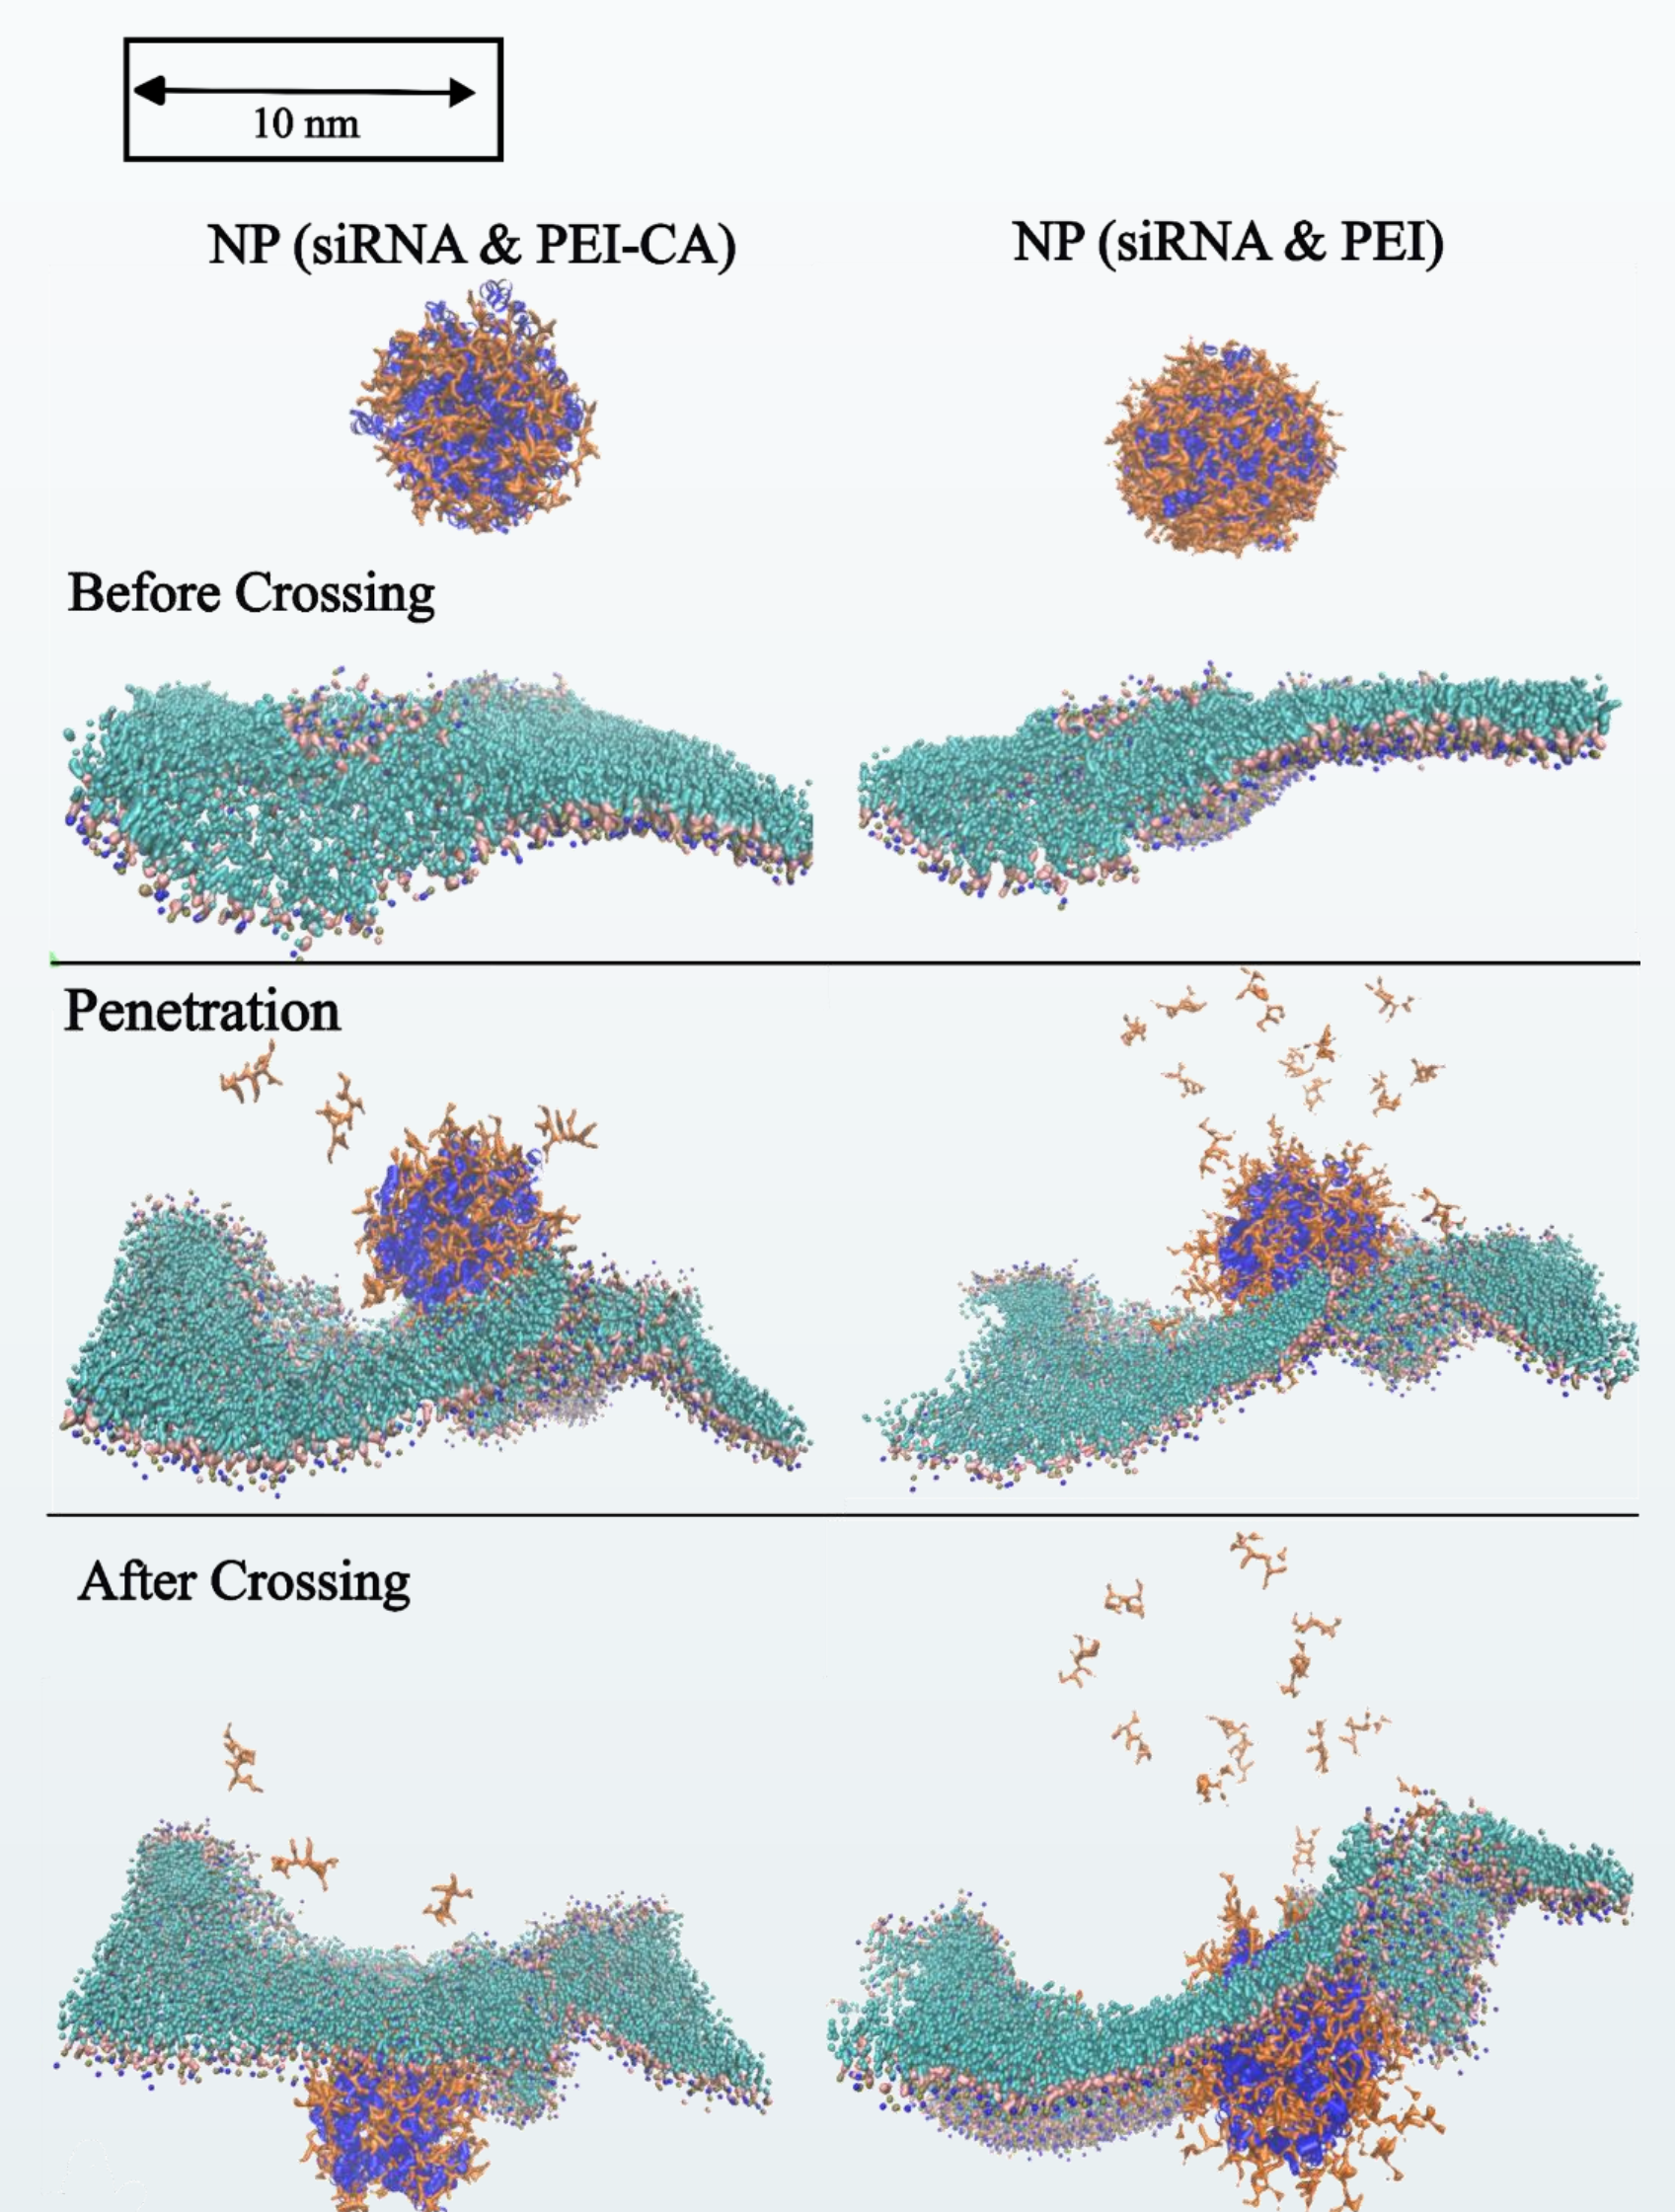 10 nm
NP (siRNA & PEI-CA)
NP (siRNA & PEI)
Before Crossing
Penetration
After Crossing